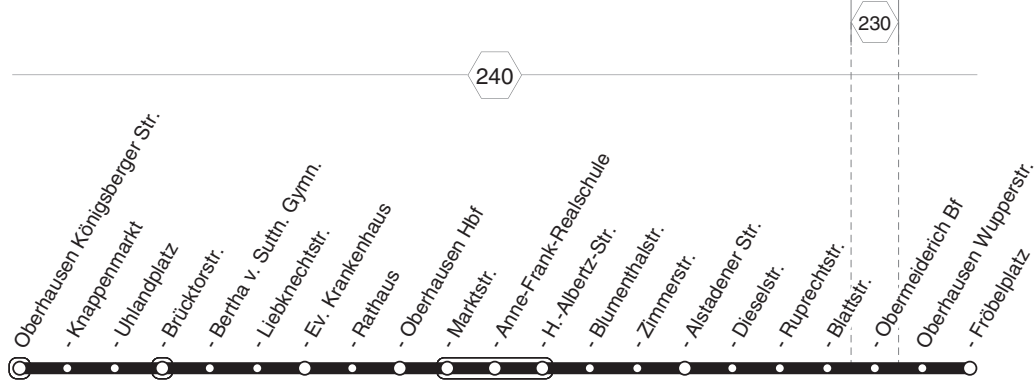 230
240
Oberhausen Königsberger Str.
- Knappenmarkt
- Uhlandplatz
- Brücktorstr.
- Bertha v. Suttn. Gymn.
- Liebknechtstr.
- Ev. Krankenhaus
- Rathaus
- Oberhausen Hbf
- Marktstr.
- Anne-Frank-Realschule
- H.-Albertz-Str.
- Blumenthalstr.
- Zimmerstr.
- Alstadener Str.
- Dieselstr.
- Ruprechtstr.
- Blattstr.
- Obermeiderich Bf
Oberhausen Wupperstr.
- Fröbelplatz